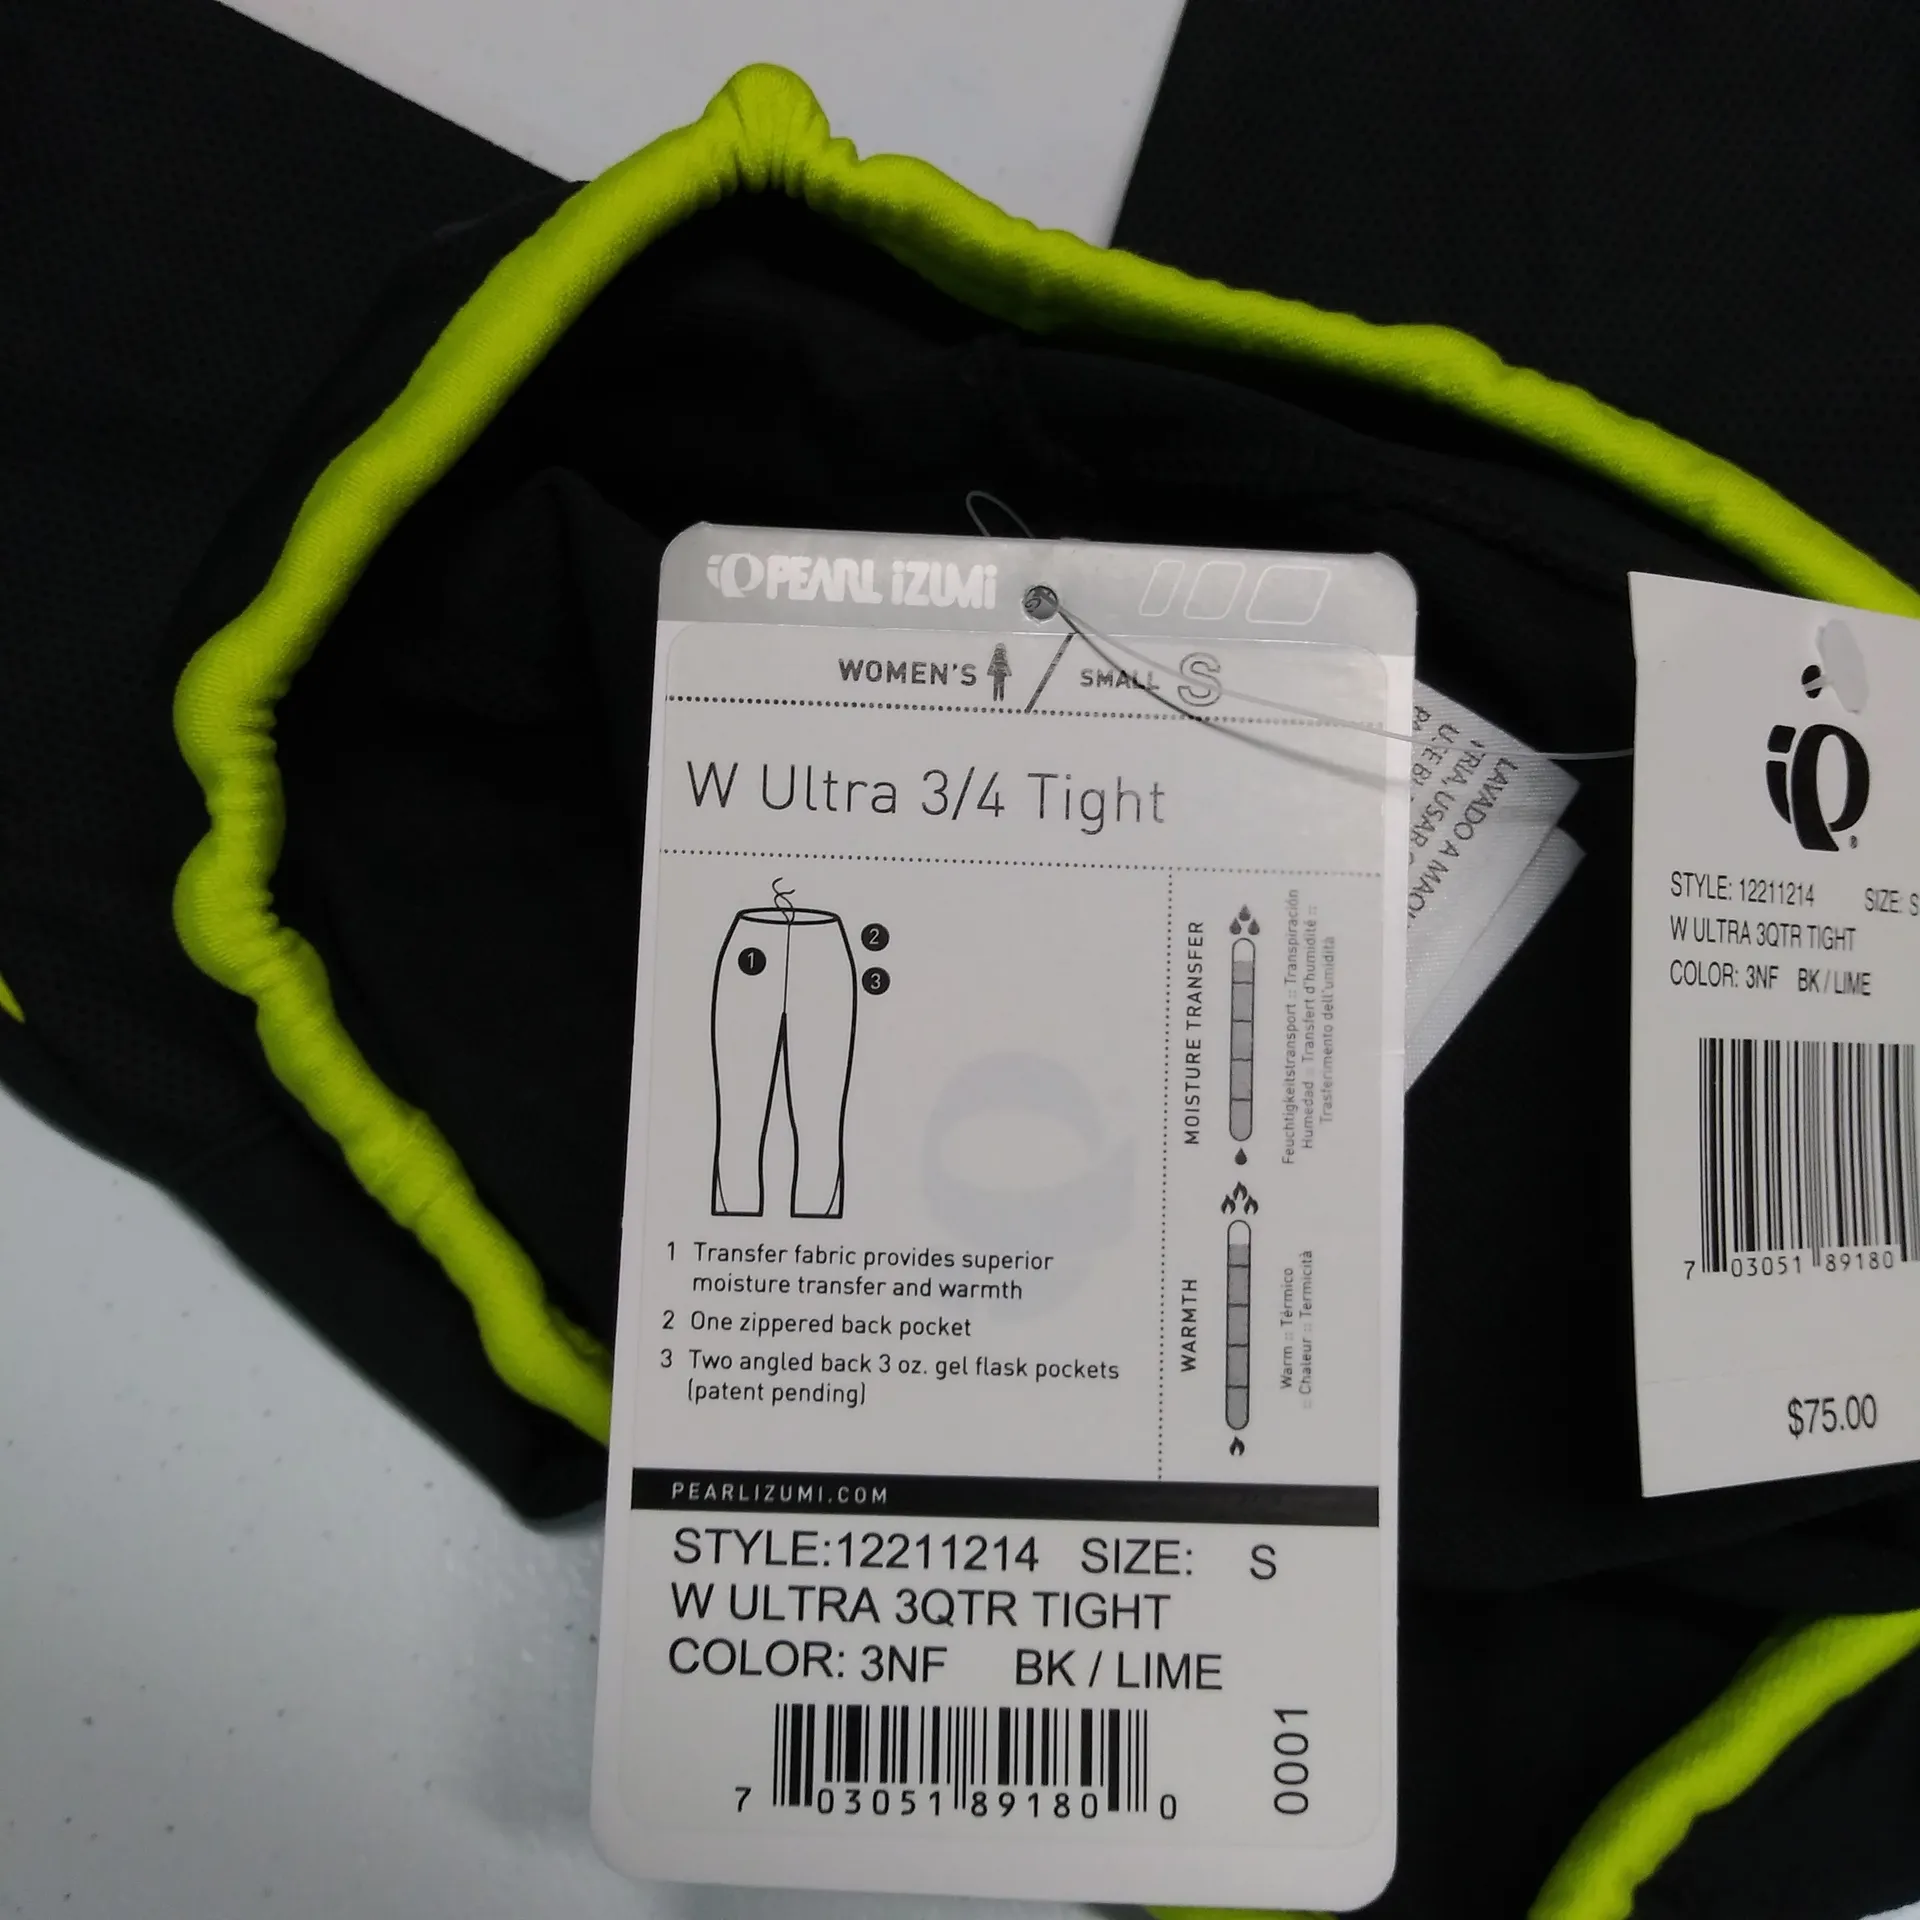 PEARL iZUMi
WOMEN'S SMALL S
W Ultra 3/4 Tight
1
2
3
1 Transfer fabric provides superior
moisture transfer and warmth
2 One zippered back pocket
3 Two angled back 3 oz. gel flask pockets
(patent pending)
MOISTURE TRANSFER
Feuchtigkeitstransport :: Transpiración
Humedad :: Transfert d'humidité ::
Trasferimento dell'umidità
WARMTH
Warm :: Térmico
:: Chaleur :: Termicità
PEARLIZUMI.COM
STYLE:12211214 SIZE: S
W ULTRA 3QTR TIGHT
COLOR: 3NF BK / LIME
7 03051 89180 0
0001
LAVADO A MAQU
USAR
STYLE: 12211214 SIZE: S
W ULTRA 3QTR TIGHT
COLOR: 3NF BK / LIME
7 03051 89180
$75.00